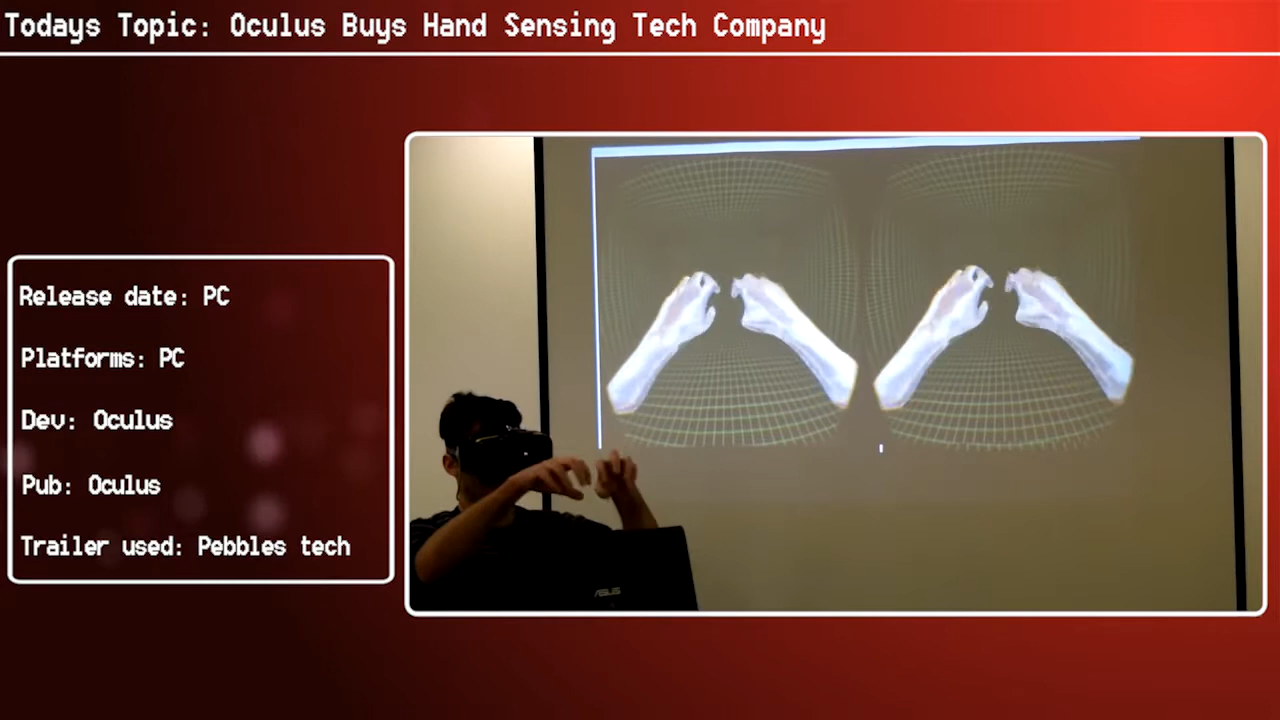 Todays Topic: Oculus Buys Hand Sensing Tech Company
Release date: PC
Platforms: PC
Dev: Oculus
Pub: Oculus
Trailer used: Pebbles tech
ASUS